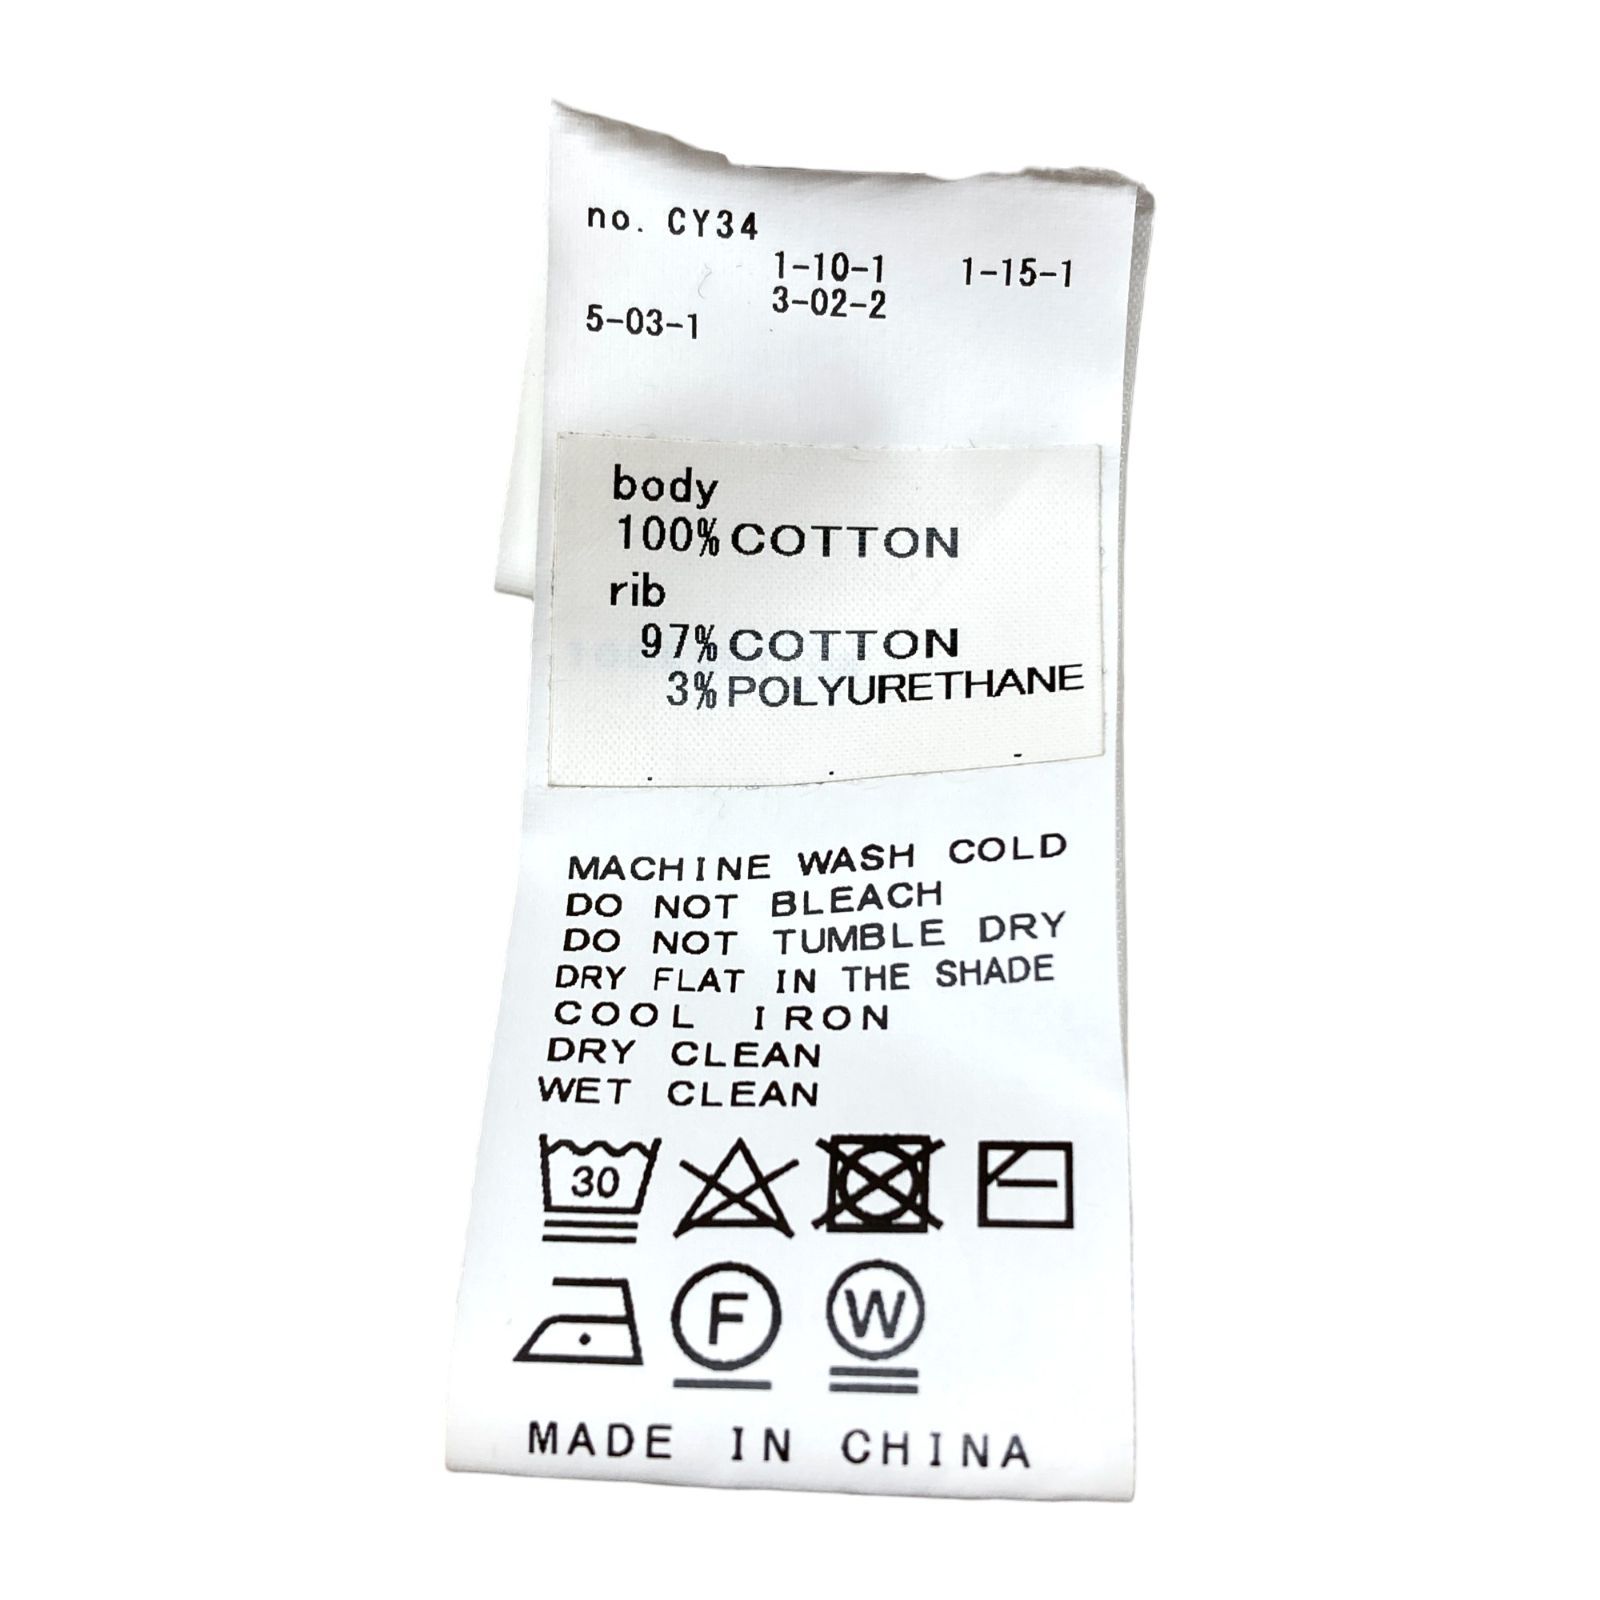 no. CY34
1-10-1 1-15-1
3-02-2
5-03-1
body
100% COTTON
rib
97% COTTON
3% POLYURETHANE
MACHINE WASH COLD
DO NOT BLEACH
DO NOT TUMBLE DRY
DRY FLAT IN THE SHADE
COOL IRON
DRY CLEAN
WET CLEAN
30
F W
MADE IN CHINA